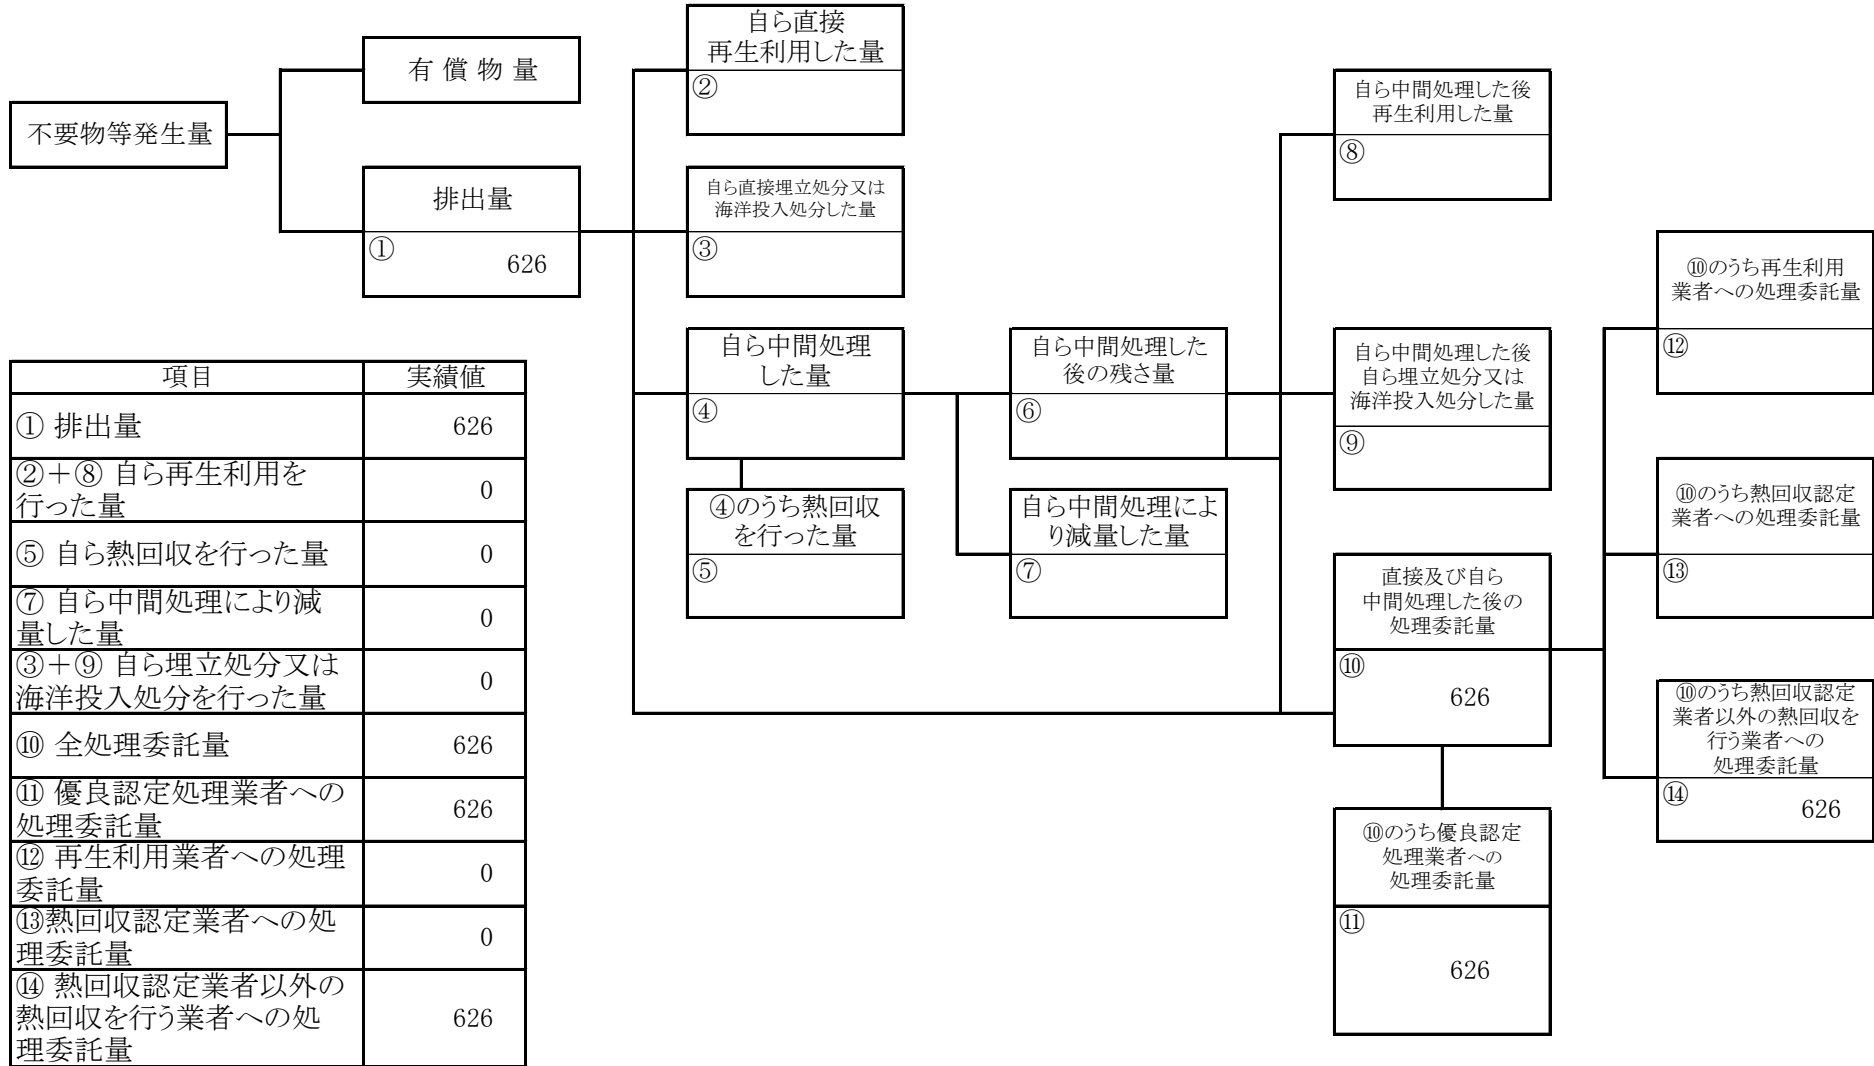 不要物等発生量
有償物量
排出量
①
626
自ら直接
再生利用した量
②
自ら直接埋立処分又は
海洋投入処分した量
③
自ら中間処理
した量
④
④のうち熱回収
を行った量
⑤
自ら中間処理した
後の残さ量
⑥
自ら中間処理によ
り減量した量
⑦
自ら中間処理した後
再生利用した量
⑧
自ら中間処理した後
自ら埋立処分又は
海洋投入処分した量
⑨
直接及び自ら
中間処理した後の
処理委託量
⑩
626
⑩のうち優良認定
処理業者への
処理委託量
⑪
626
⑩のうち再生利用
業者への処理委託量
⑫
⑩のうち熱回収認定
業者への処理委託量
⑬
⑩のうち熱回収認定
業者以外の熱回収を
行う業者への
処理委託量
⑭
626
項目 実績値
① 排出量 626
②＋⑧ 自ら再生利用を
行った量 0
⑤ 自ら熱回収を行った量 0
⑦ 自ら中間処理により減
量した量 0
③＋⑨ 自ら埋立処分又は
海洋投入処分を行った量 0
⑩ 全処理委託量 626
⑪ 優良認定処理業者への
処理委託量 626
⑫ 再生利用業者への処理
委託量 0
⑬熱回収認定業者への処
理委託量 0
⑭ 熱回収認定業者以外の
熱回収を行う業者への処 626
理委託量